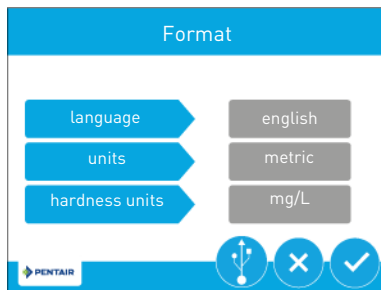 Format
language english
units metric
hardness units mg/L
PENTAIR